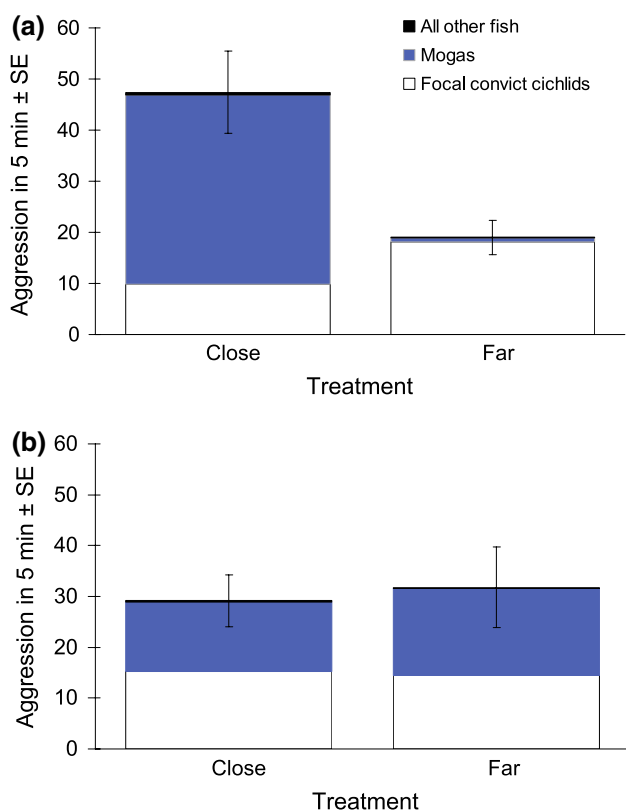 (a)
60
50
40
30
20
10
0
Aggression in 5 min ± SE
All other fish
Mogas
Focal convict cichlids
Close Far
Treatment
(b)
60
50
40
30
20
10
0
Aggression in 5 min ± SE
Close Far
Treatment